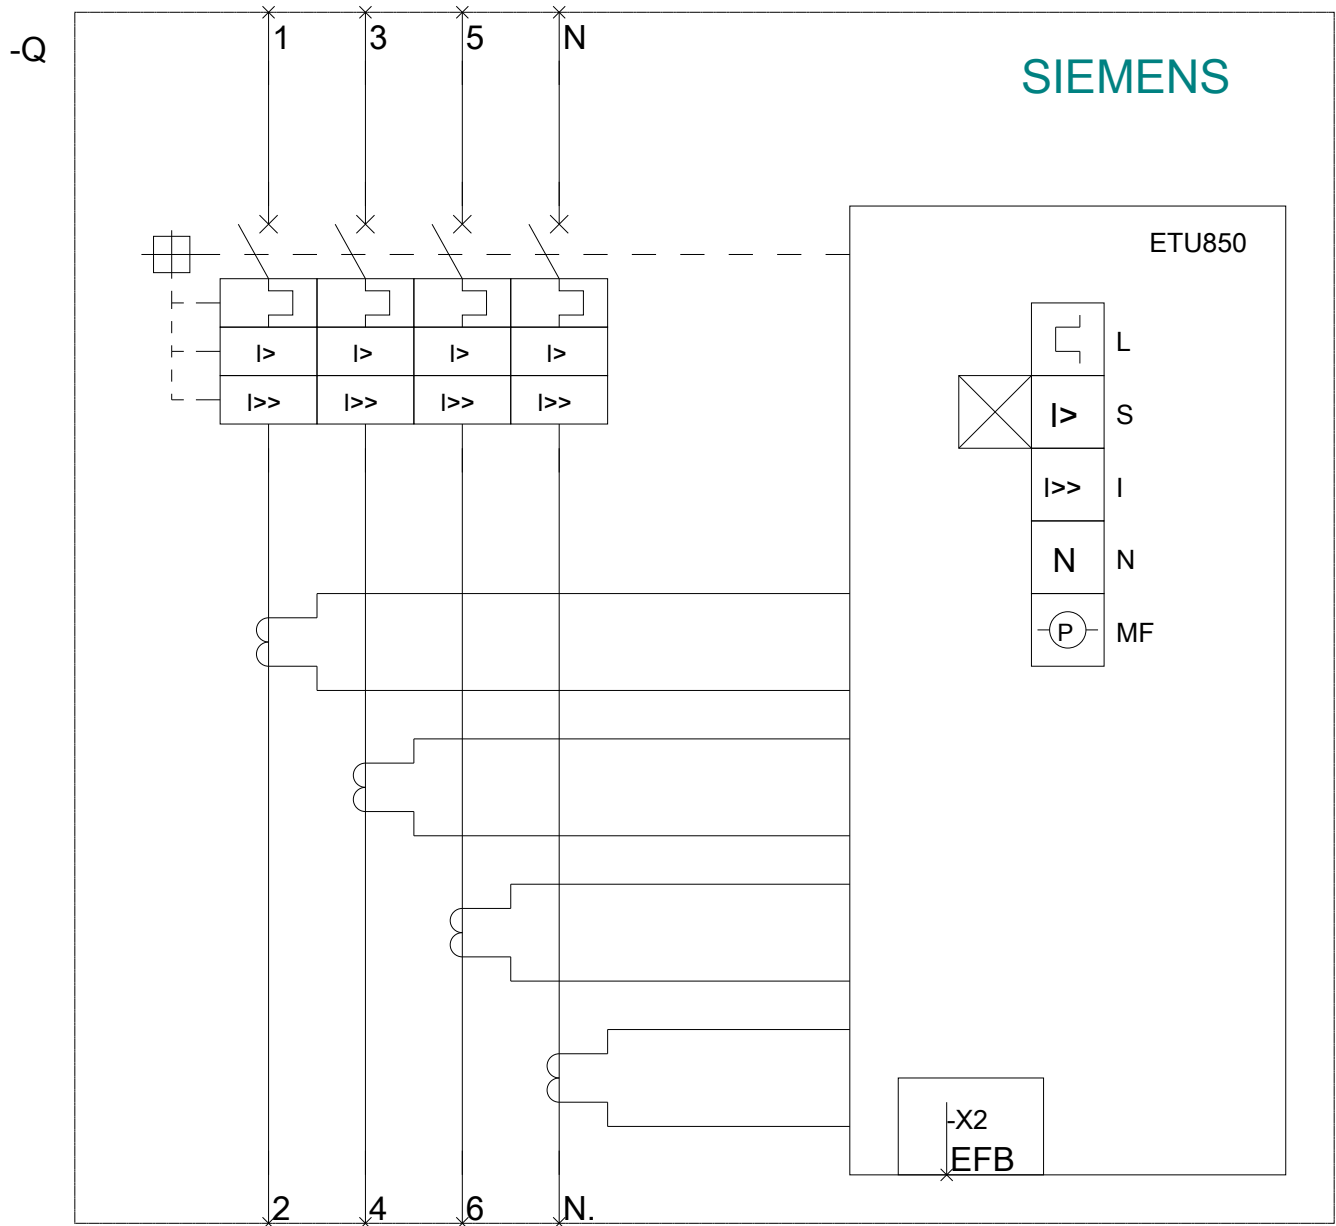 -Q
1 3 5 N
SIEMENS
ETU850
L
I> I> I> I> 
I>> I>> I>> I>>
I> S
I>> I
N N
P MF
-X2
EFB
2 4 6 N.